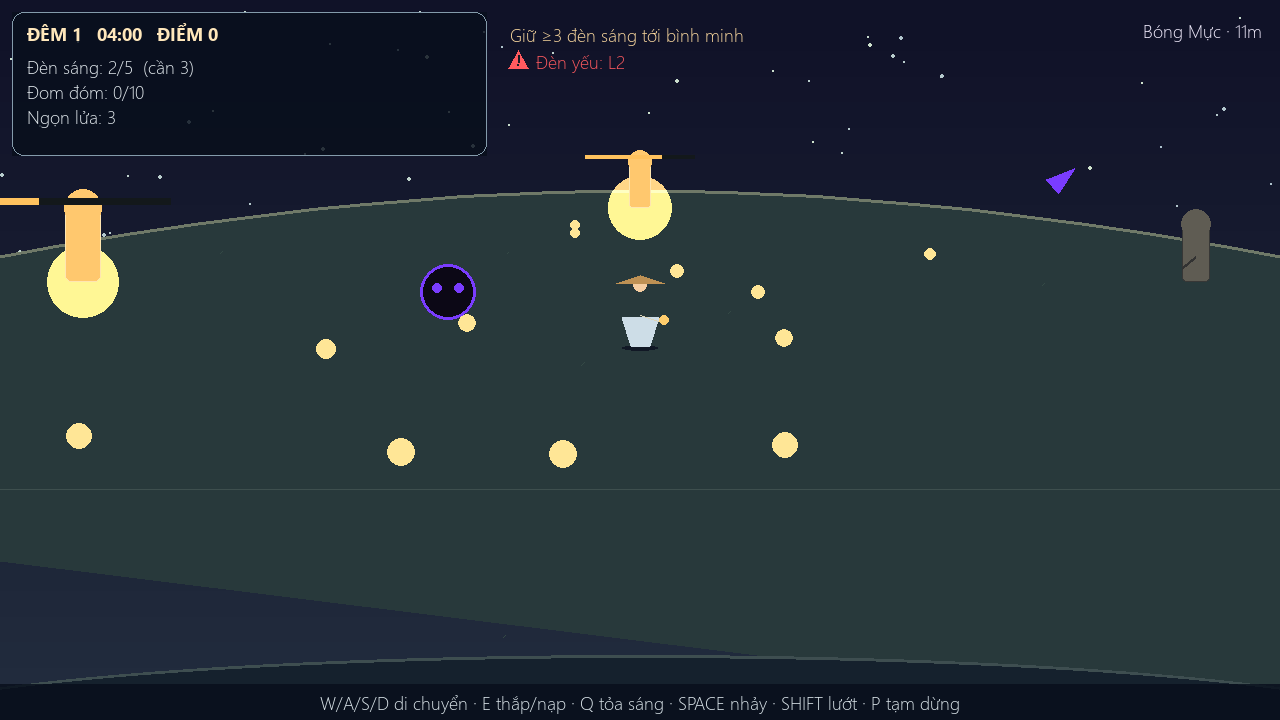 ĐÊM 1 04:00 ĐIỂM 0
Đèn sáng: 2/5 (cần 3)
Đom đóm: 0/10
Ngọn lửa: 3
Giữ ≥3 đèn sáng tới bình minh
Đèn yếu: L2
Bóng Mực · 11m
W/A/S/D di chuyển · E thắp/nạp · Q tỏa sáng · SPACE nhảy · SHIFT lướt · P tạm dừng